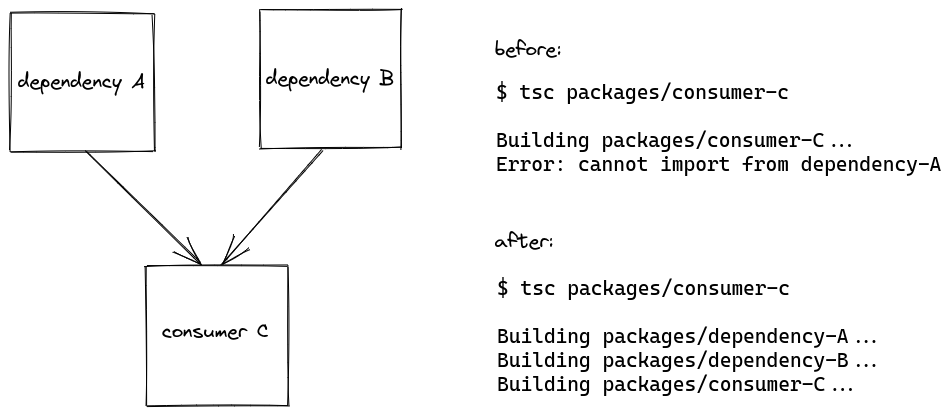 dependency A
dependency B
consumer C
before:
$ tsc packages/consumer-c
Building packages/consumer-C...
Error: cannot import from dependency-A
after:
$ tsc packages/consumer-c
Building packages/dependency-A...
Building packages/dependency-B...
Building packages/consumer-C...